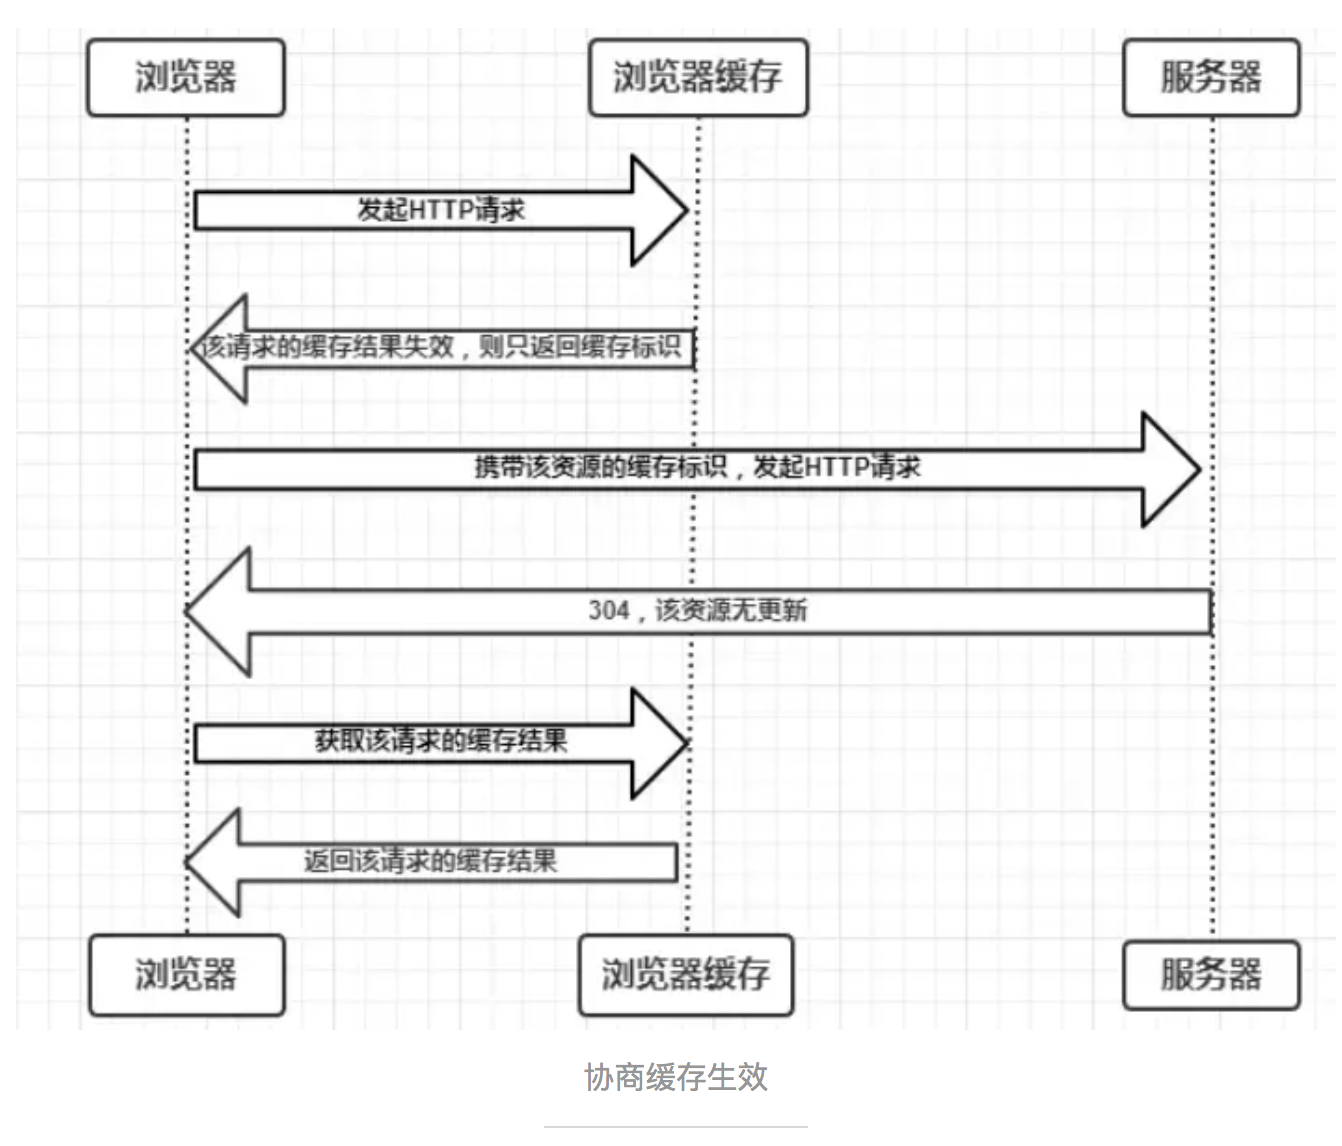 浏览器
浏览器缓存
服务器
发起HTTP请求
该请求的缓存结果失效，则只返回缓存标识
携带该资源的缓存标识，发起HTTP请求
304，该资源无更新
获取该请求的缓存结果
返回该请求的缓存结果
浏览器
浏览器缓存
服务器
协商缓存生效